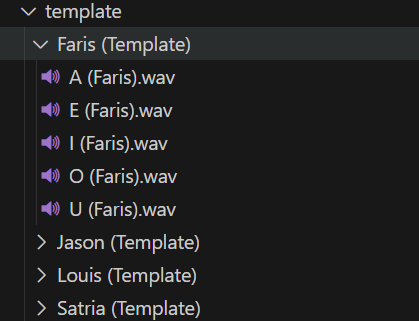 template
Faris (Template)
A (Faris).wav
E (Faris).wav
I (Faris).wav
O (Faris).wav
U (Faris).wav
Jason (Template)
Louis (Template)
Satria (Template)